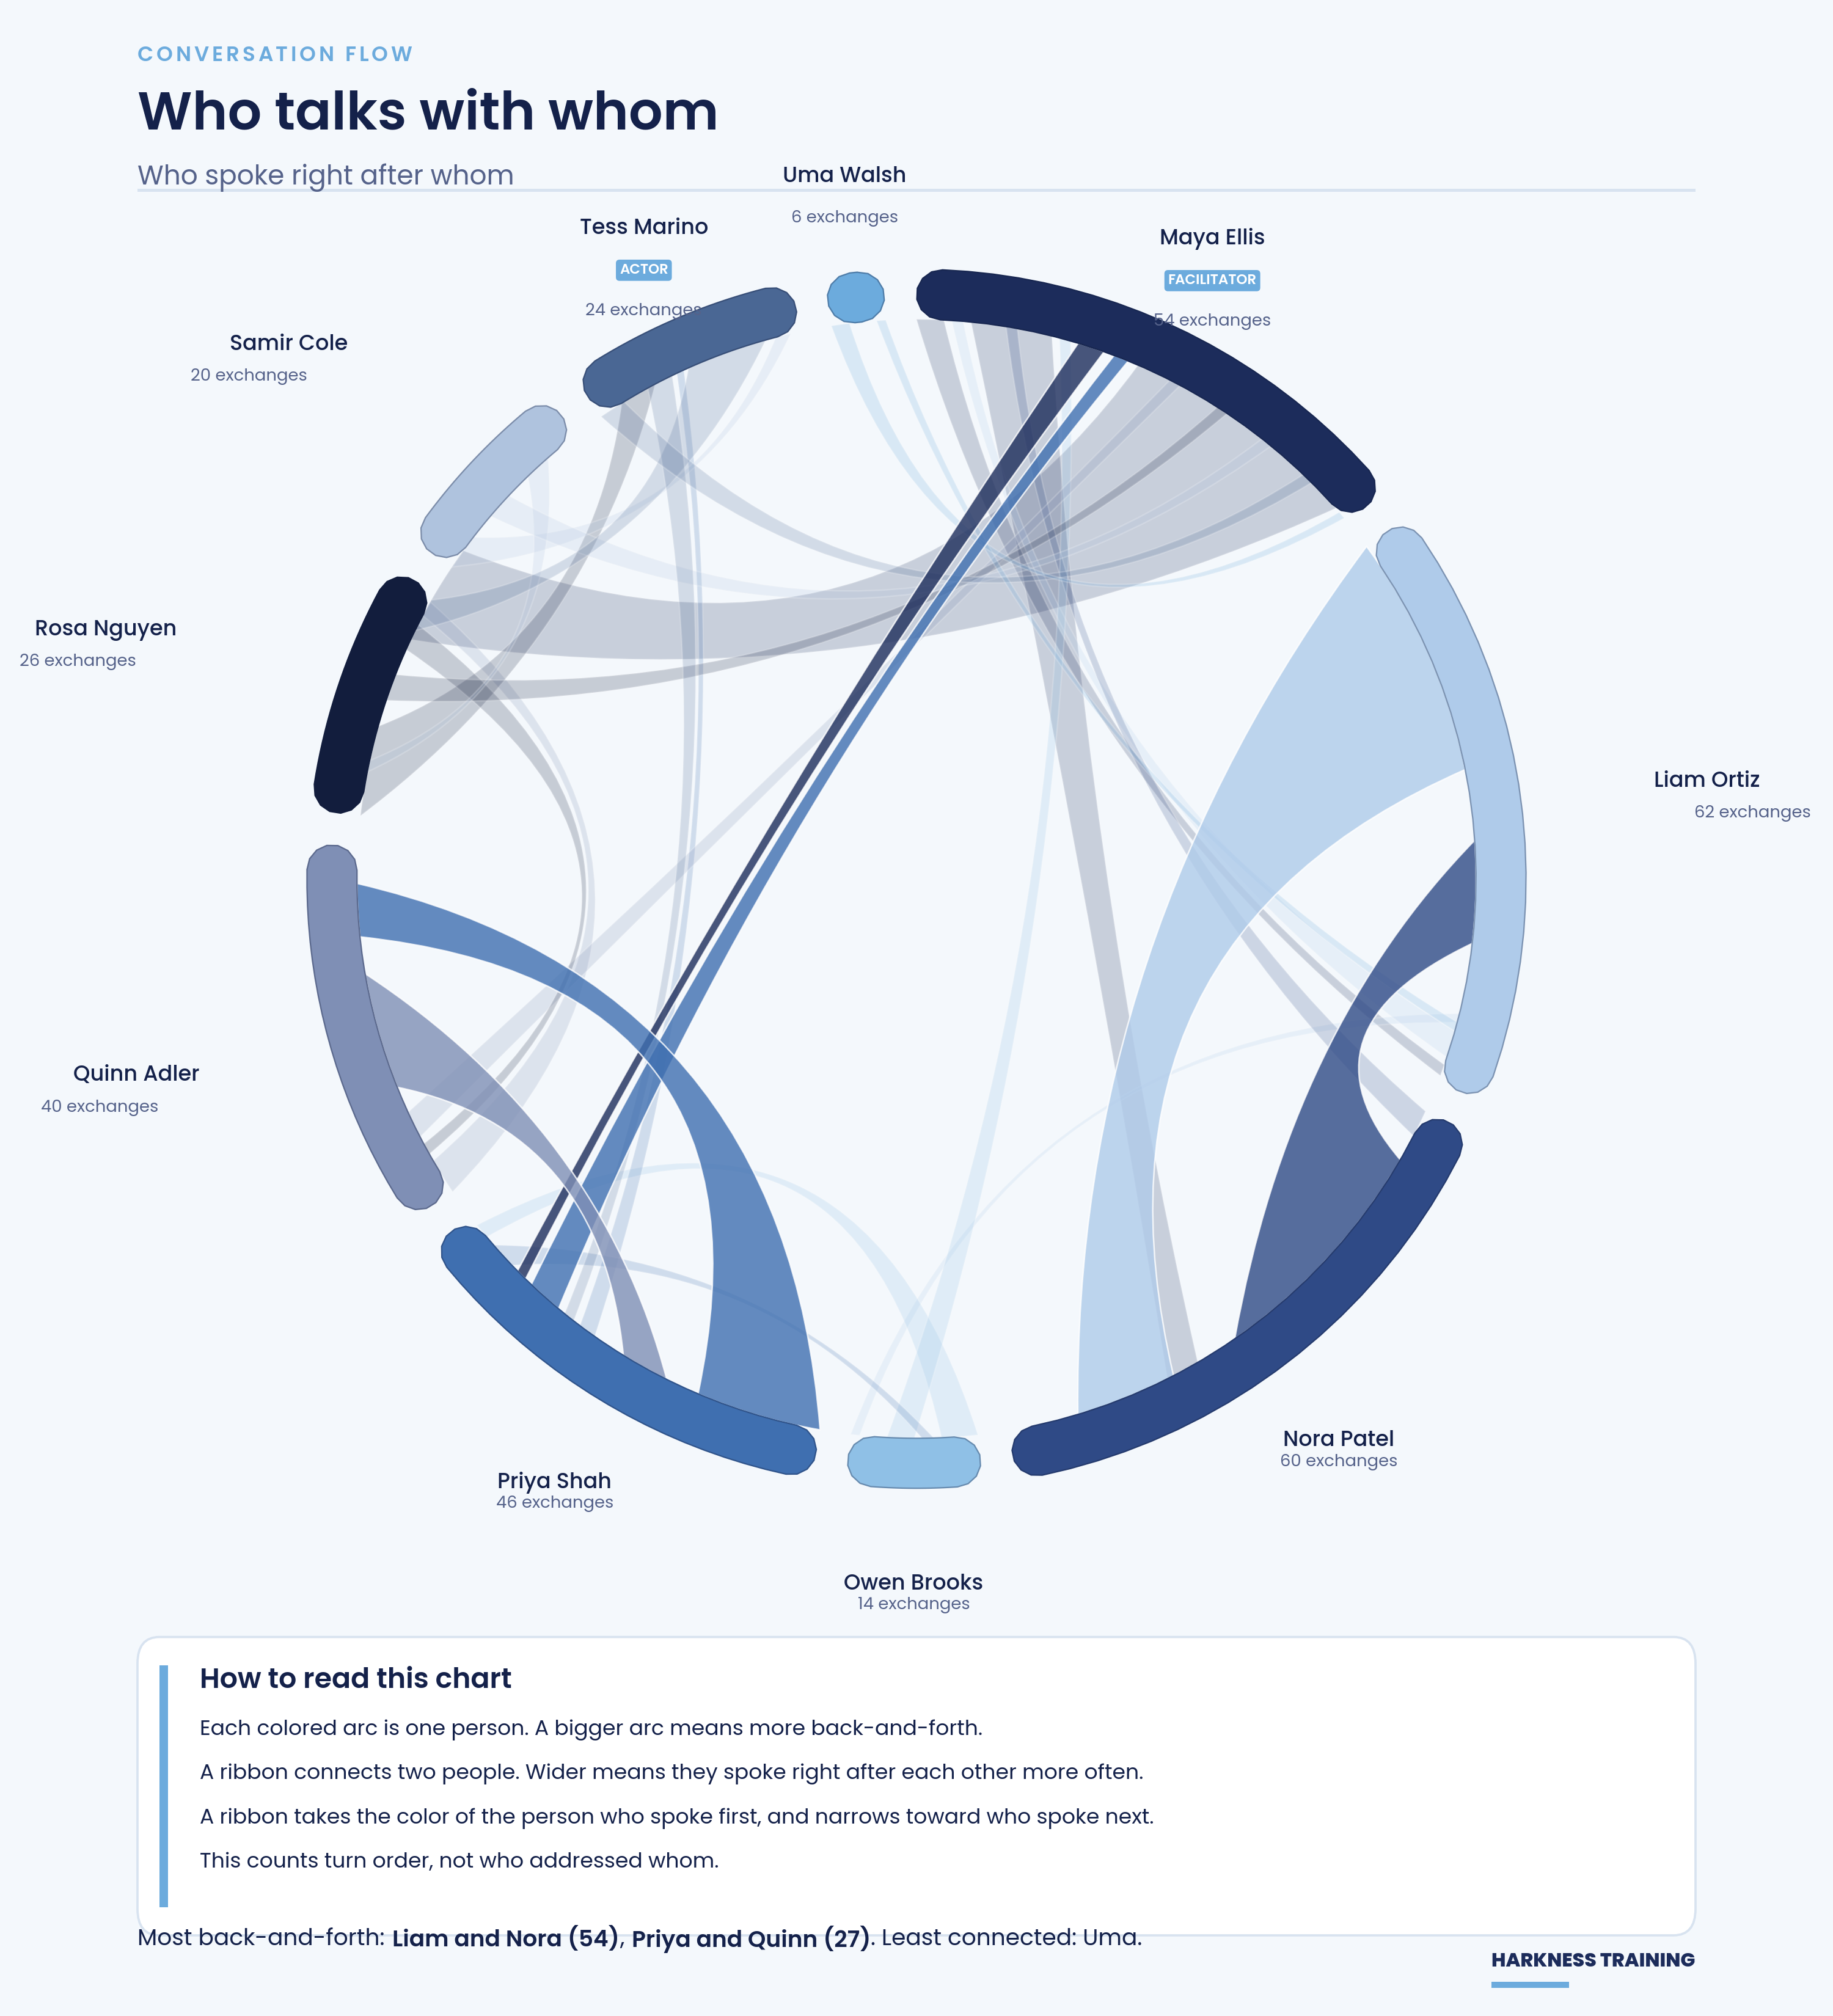 CONVERSATION FLOW
Who talks with whom
Who spoke right after whom
Uma Walsh
6 exchanges
Tess Marino
ACTOR
24 exchanges
Maya Ellis
FACILITATOR
54 exchanges
Samir Cole
20 exchanges
Rosa Nguyen
26 exchanges
Liam Ortiz
62 exchanges
Quinn Adler
40 exchanges
Nora Patel
60 exchanges
Priya Shah
46 exchanges
Owen Brooks
14 exchanges
How to read this chart
Each colored arc is one person. A bigger arc means more back-and-forth.
A ribbon connects two people. Wider means they spoke right after each other more often.
A ribbon takes the color of the person who spoke first, and narrows toward who spoke next.
This counts turn order, not who addressed whom.
Most back-and-forth: Liam and Nora (54), Priya and Quinn (27). Least connected: Uma.
HARKNESS TRAINING